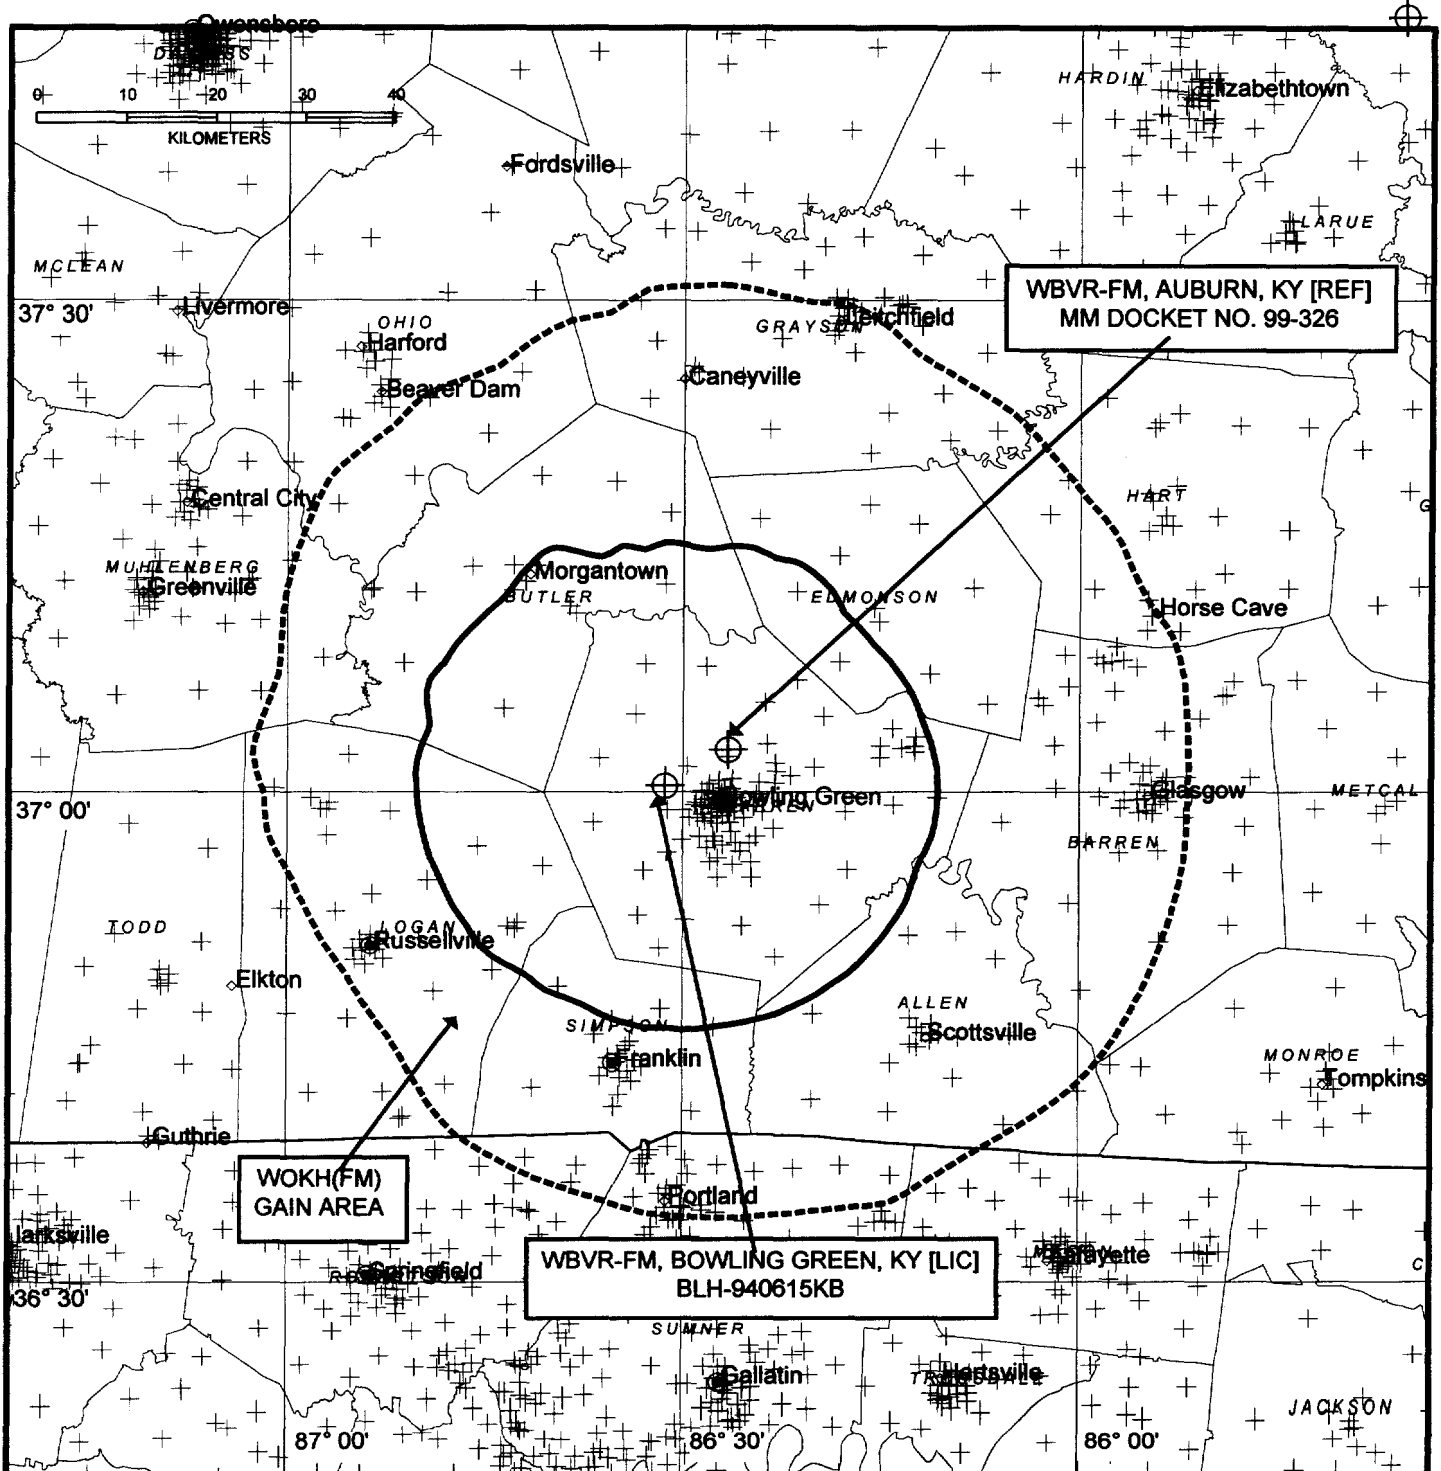 Owensboro
HARDIN
Elizabethtown
0 10 20 30 40
KILOMETERS
Fordsville
LARUE
MCLEAN
WBVR-FM, AUBURN, KY [REF]
MM DOCKET NO. 99-326
Livermore
37° 30'
OHIO
GRAYSON
Leitchfield
Harford
Caneyville
Beaver Dam
Central City
HART
G
MUHLENBERG
Greenville
Morgantown
BUTLER
EDMONSON
Horse Cave
37° 00'
Bowling Green
WARREN
Glasgow
METCAL
BARREN
TODD
LOGAN
Russellville
Elkton
ALLEN
SIMPSON
Scottsville
Franklin
MONROE
Tompkins
Guthrie
WOKH(FM)
GAIN AREA
Portland
larksville
WBVR-FM, BOWLING GREEN, KY [LIC]
BLH-940615KB
Lafayette
Springfield
C
36° 30'
SUMNER
Gallatin
Hartsville
TROUSDALE
JACKSON
87° 00'
86° 30'
86° 00'